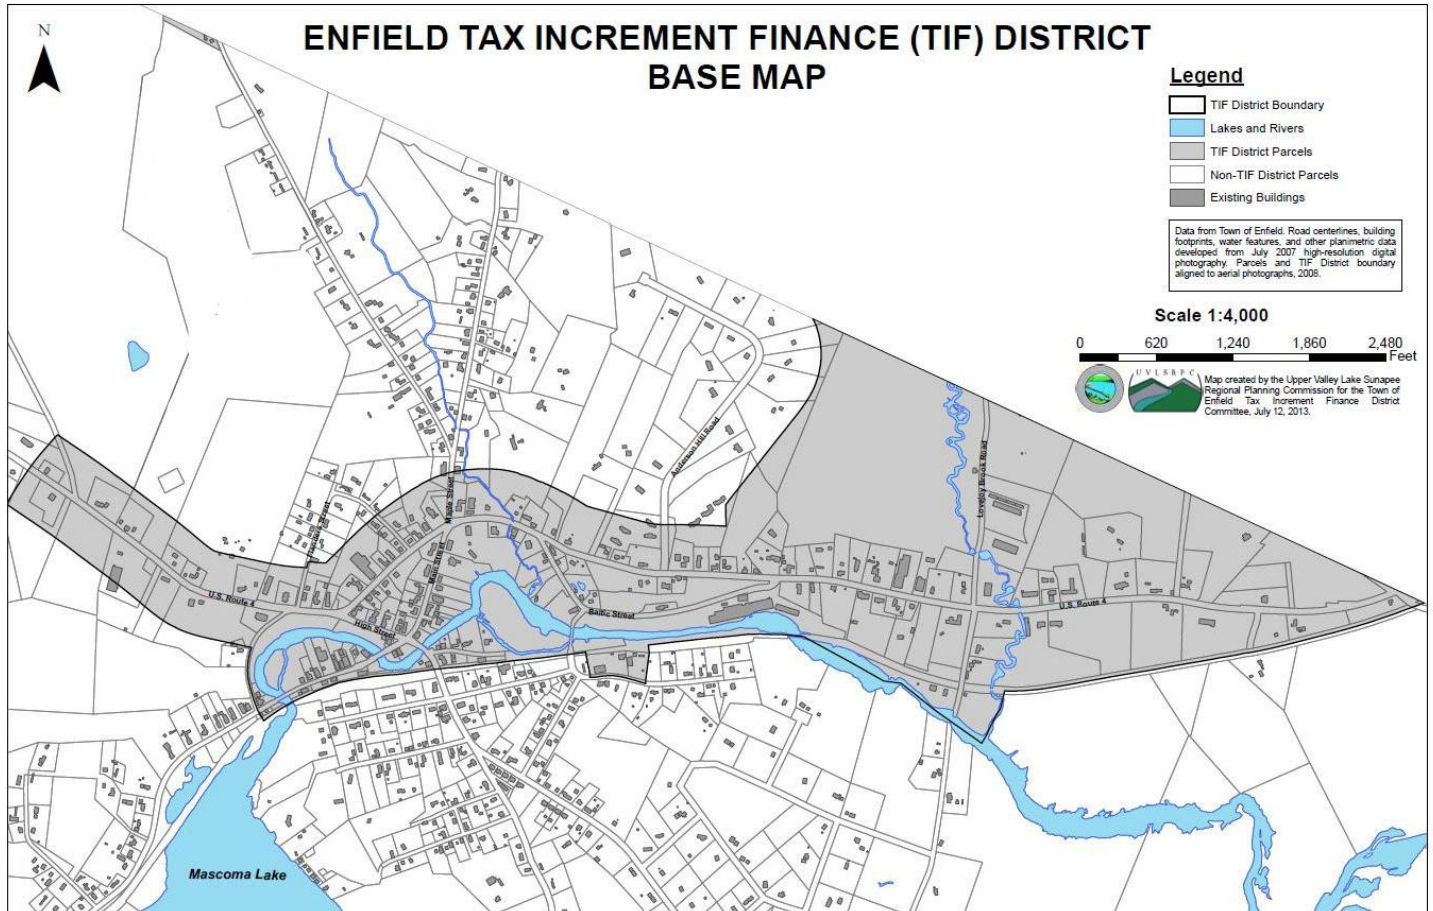 N
ENFIELD TAX INCREMENT FINANCE (TIF) DISTRICT
BASE MAP
Legend
TIF District Boundary
Lakes and Rivers
TIF District Parcels
Non-TIF District Parcels
Existing Buildings
Data from Town of Enfield. Road centerlines, building
footprints, water features, and other planimetric data
developed from July 2007 high-resolution digital
photography. Parcels and TIF District boundary
aligned to aerial photographs, 2008.
Scale 1:4,000
0 620 1,240 1,860 2,480
Feet
UVLSRPC
Map created by the Upper Valley Lake Sunapee
Regional Planning Commission for the Town of
Enfield Tax Increment Finance District
Committee, July 12, 2013.
Anderson Hill Road
Lovejoy Brook Road
Maple Street
Main Street
U.S. Route 4
High Street
Baltic Street
U.S. Route 4
Mascoma Lake